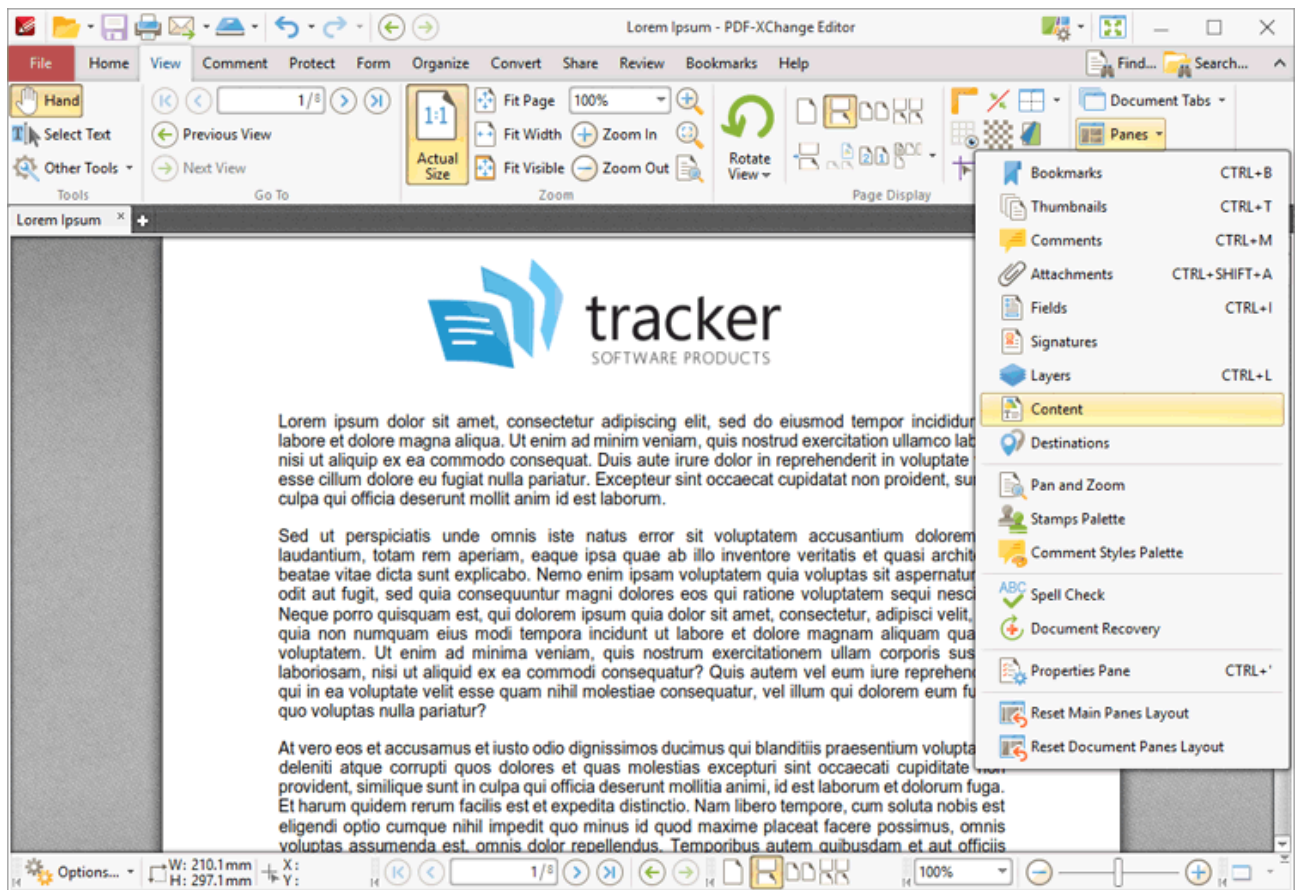 Lorem Ipsum - PDF-XChange Editor
File Home View Comment Protect Form Organize Convert Share Review Bookmarks Help Find... Search...
Hand 1/8 Fit Page 100% Document Tabs
Select Text Previous View Fit Width Zoom In Panes
Other Tools Next View Actual Size Fit Visible Zoom Out Rotate View
1:1
Tools Go To Zoom Page Display
Lorem Ipsum
Bookmarks CTRL+B
Thumbnails CTRL+T
Comments CTRL+M
Attachments CTRL+SHIFT+A
Fields CTRL+I
Signatures
Layers CTRL+L
Content
Destinations
Pan and Zoom
Stamps Palette
Comment Styles Palette
ABC Spell Check
Document Recovery
Properties Pane CTRL+'
Reset Main Panes Layout
Reset Document Panes Layout
tracker
SOFTWARE PRODUCTS
Lorem ipsum dolor sit amet, consectetur adipiscing elit, sed do eiusmod tempor incididun
labore et dolore magna aliqua. Ut enim ad minim veniam, quis nostrud exercitation ullamco lab
nisi ut aliquip ex ea commodo consequat. Duis aute irure dolor in reprehenderit in voluptate
esse cillum dolore eu fugiat nulla pariatur. Excepteur sint occaecat cupidatat non proident, su
culpa qui officia deserunt mollit anim id est laborum.
Sed ut perspiciatis unde omnis iste natus error sit voluptatem accusantium dolorem
laudantium, totam rem aperiam, eaque ipsa quae ab illo inventore veritatis et quasi archit
beatae vitae dicta sunt explicabo. Nemo enim ipsam voluptatem quia voluptas sit aspernatur
odit aut fugit, sed quia consequuntur magni dolores eos qui ratione voluptatem sequi nesci
Neque porro quisquam est, qui dolorem ipsum quia dolor sit amet, consectetur, adipisci velit,
quia non numquam eius modi tempora incidunt ut labore et dolore magnam aliquam qua
voluptatem. Ut enim ad minima veniam, quis nostrum exercitationem ullam corporis sus
laboriosam, nisi ut aliquid ex ea commodi consequatur? Quis autem vel eum iure reprehen
qui in ea voluptate velit esse quam nihil molestiae consequatur, vel illum qui dolorem eum fu
quo voluptas nulla pariatur?
At vero eos et accusamus et iusto odio dignissimos ducimus qui blanditiis praesentium volupta
deleniti atque corrupti quos dolores et quas molestias excepturi sint occaecati cupiditate non
provident, similique sunt in culpa qui officia deserunt mollitia animi, id est laborum et dolorum fuga.
Et harum quidem rerum facilis est et expedita distinctio. Nam libero tempore, cum soluta nobis est
eligendi optio cumque nihil impedit quo minus id quod maxime placeat facere possimus, omnis
voluptas assumenda est, omnis dolor repellendus. Temporibus autem quibusdam et aut officiis
Options... W: 210.1mm X: 1/8 100%
H: 297.1mm Y: